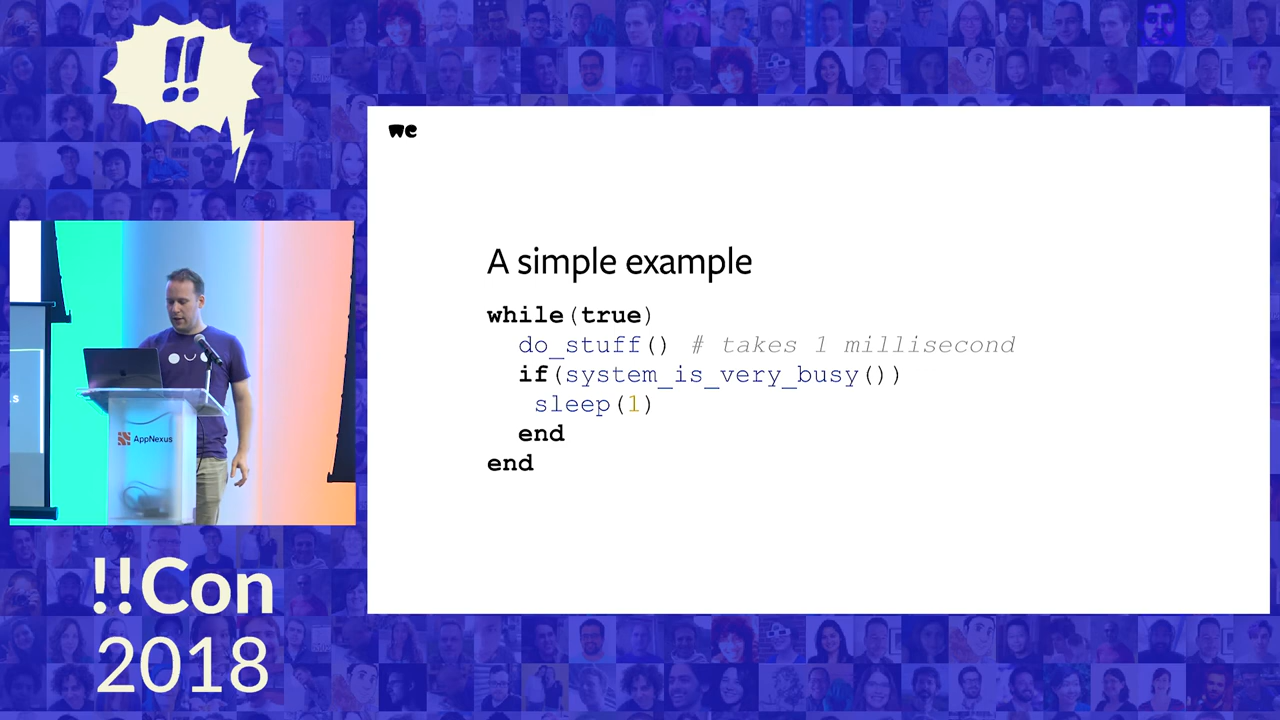 !!
we
A simple example
while(true)
do_stuff() # takes 1 millisecond
if(system_is_very_busy())
sleep(1)
end
end
AppNexus
!!Con
2018